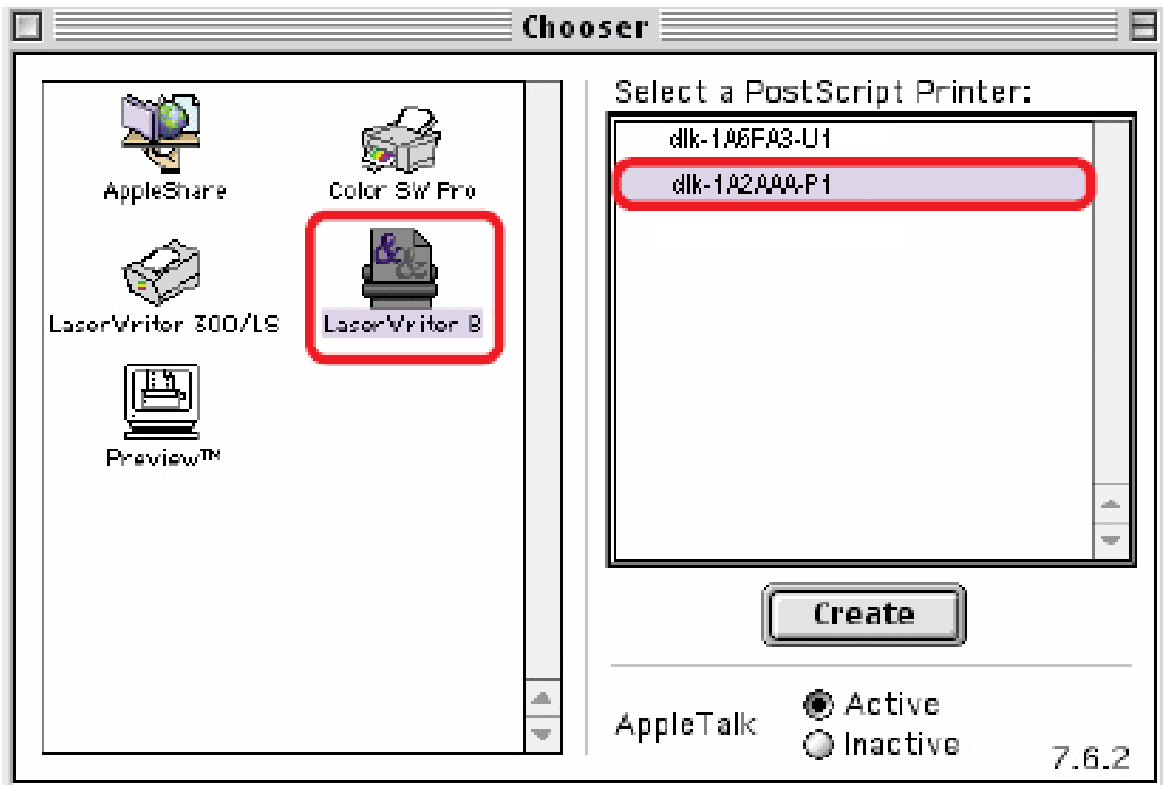 Chooser
AppleShare
Color SW Pro
LaserWriter 300/LS
LaserWriter 8
Preview™
Select a PostScript Printer:
dlk-1A6FA3-U1
dlk-1A2AAA-P1
Create
AppleTalk
Active
Inactive
7.6.2